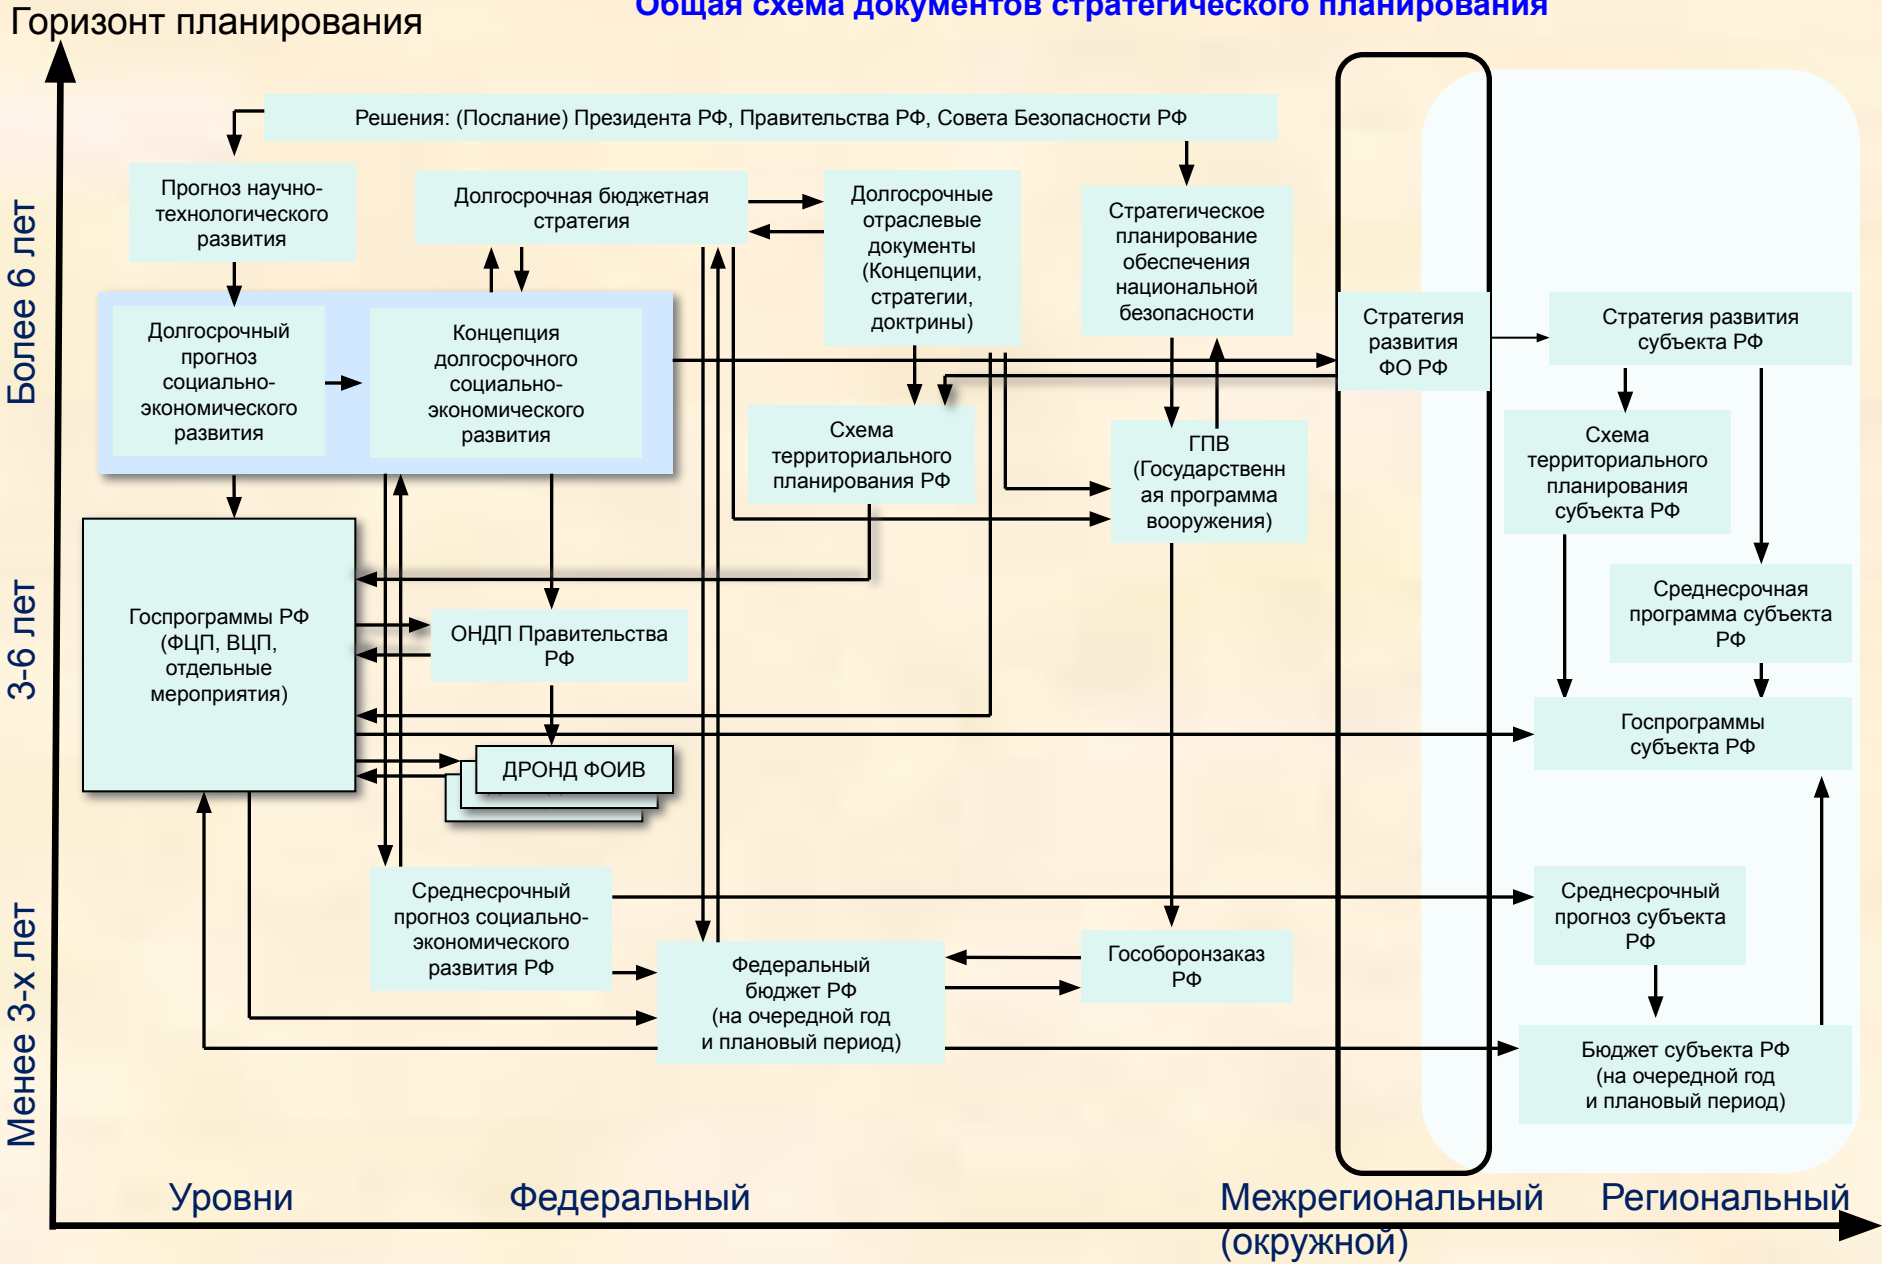 Общая схема документов стратегического планирования
Горизонт планирования
Более 6 лет
3-6 лет
Менее 3-х лет
Решения: (Послание) Президента РФ, Правительства РФ, Совета Безопасности РФ
Прогноз научно-
технологического
развития
Долгосрочная бюджетная
стратегия
Долгосрочные
отраслевые
документы
(Концепции,
стратегии,
доктрины)
Стратегическое
планирование
обеспечения
национальной
безопасности
Долгосрочный
прогноз
социально-
экономического
развития
Концепция
долгосрочного
социально-
экономического
развития
Стратегия
развития
ФО РФ
Стратегия развития
субъекта РФ
Схема
территориального
планирования РФ
ГПВ
(Государственн
ая программа
вооружения)
Схема
территориального
планирования
субъекта РФ
Госпрограммы РФ
(ФЦП, ВЦП,
отдельные
мероприятия)
ОНДП Правительства
РФ
Среднесрочная
программа субъекта
РФ
Госпрограммы
субъекта РФ
ДРОНД ФОИВ
Среднесрочный
прогноз социально-
экономического
развития РФ
Федеральный
бюджет РФ
(на очередной год
и плановый период)
Гособоронзаказ
РФ
Среднесрочный
прогноз субъекта
РФ
Бюджет субъекта РФ
(на очередной год
и плановый период)
Уровни
Федеральный
Межрегиональный
(окружной)
Региональный